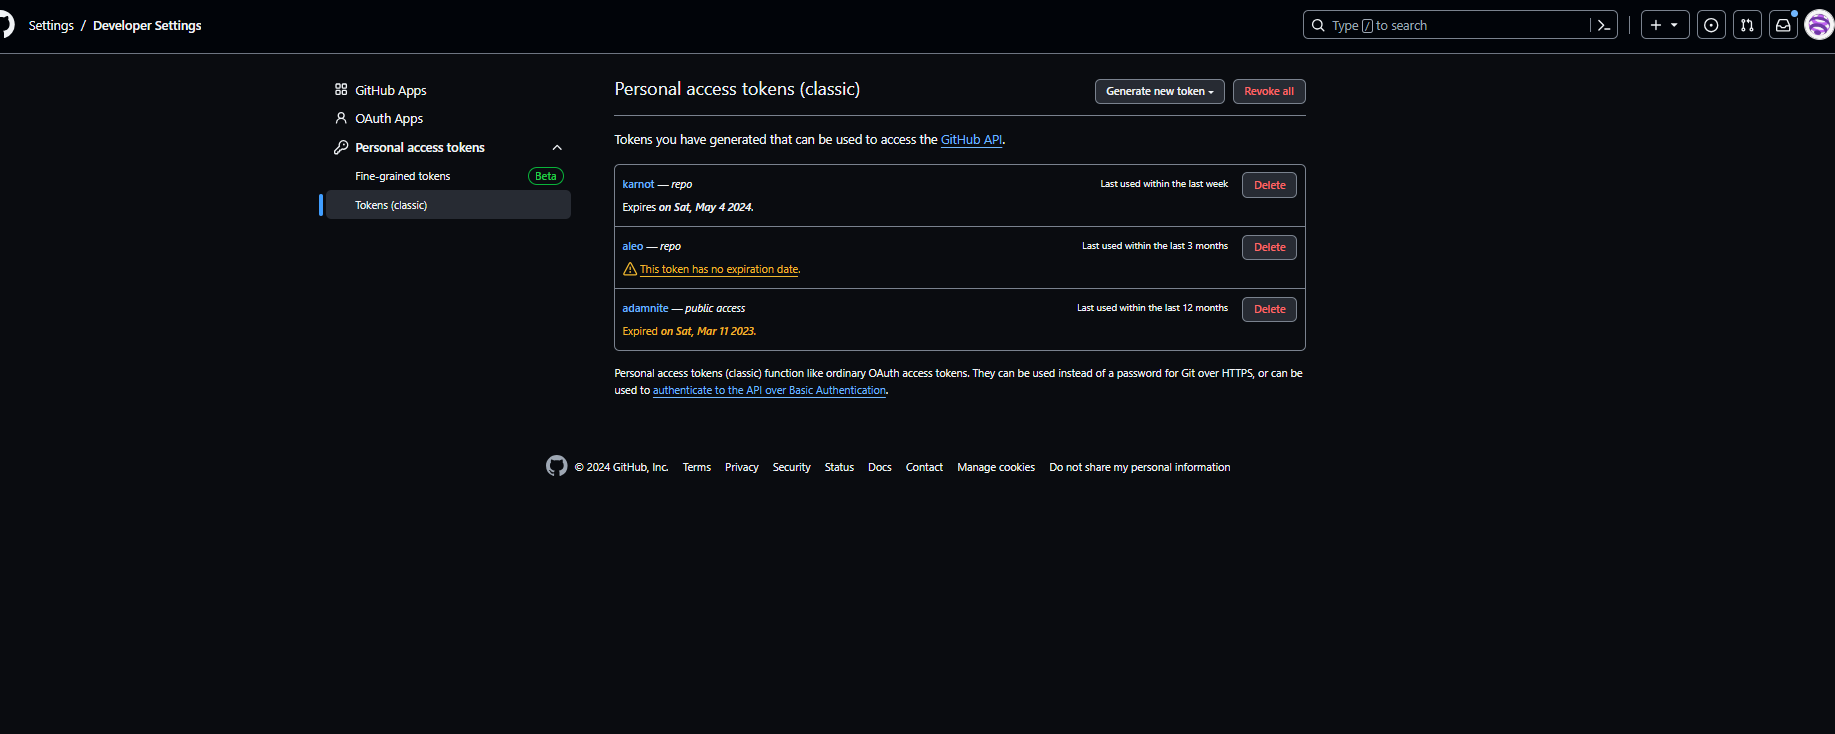 Settings / Developer Settings
Type / to search
GitHub Apps
OAuth Apps
Personal access tokens
Fine-grained tokens Beta
Tokens (classic)
Personal access tokens (classic) Generate new token Revoke all
Tokens you have generated that can be used to access the GitHub API.
karnot — repo Last used within the last week Delete
Expires on Sat, May 4 2024.
aleo — repo Last used within the last 3 months Delete
This token has no expiration date.
adamnite — public access Last used within the last 12 months Delete
Expired on Sat, Mar 11 2023.
Personal access tokens (classic) function like ordinary OAuth access tokens. They can be used instead of a password for Git over HTTPS, or can be
used to authenticate to the API over Basic Authentication.
© 2024 GitHub, Inc. Terms Privacy Security Status Docs Contact Manage cookies Do not share my personal information